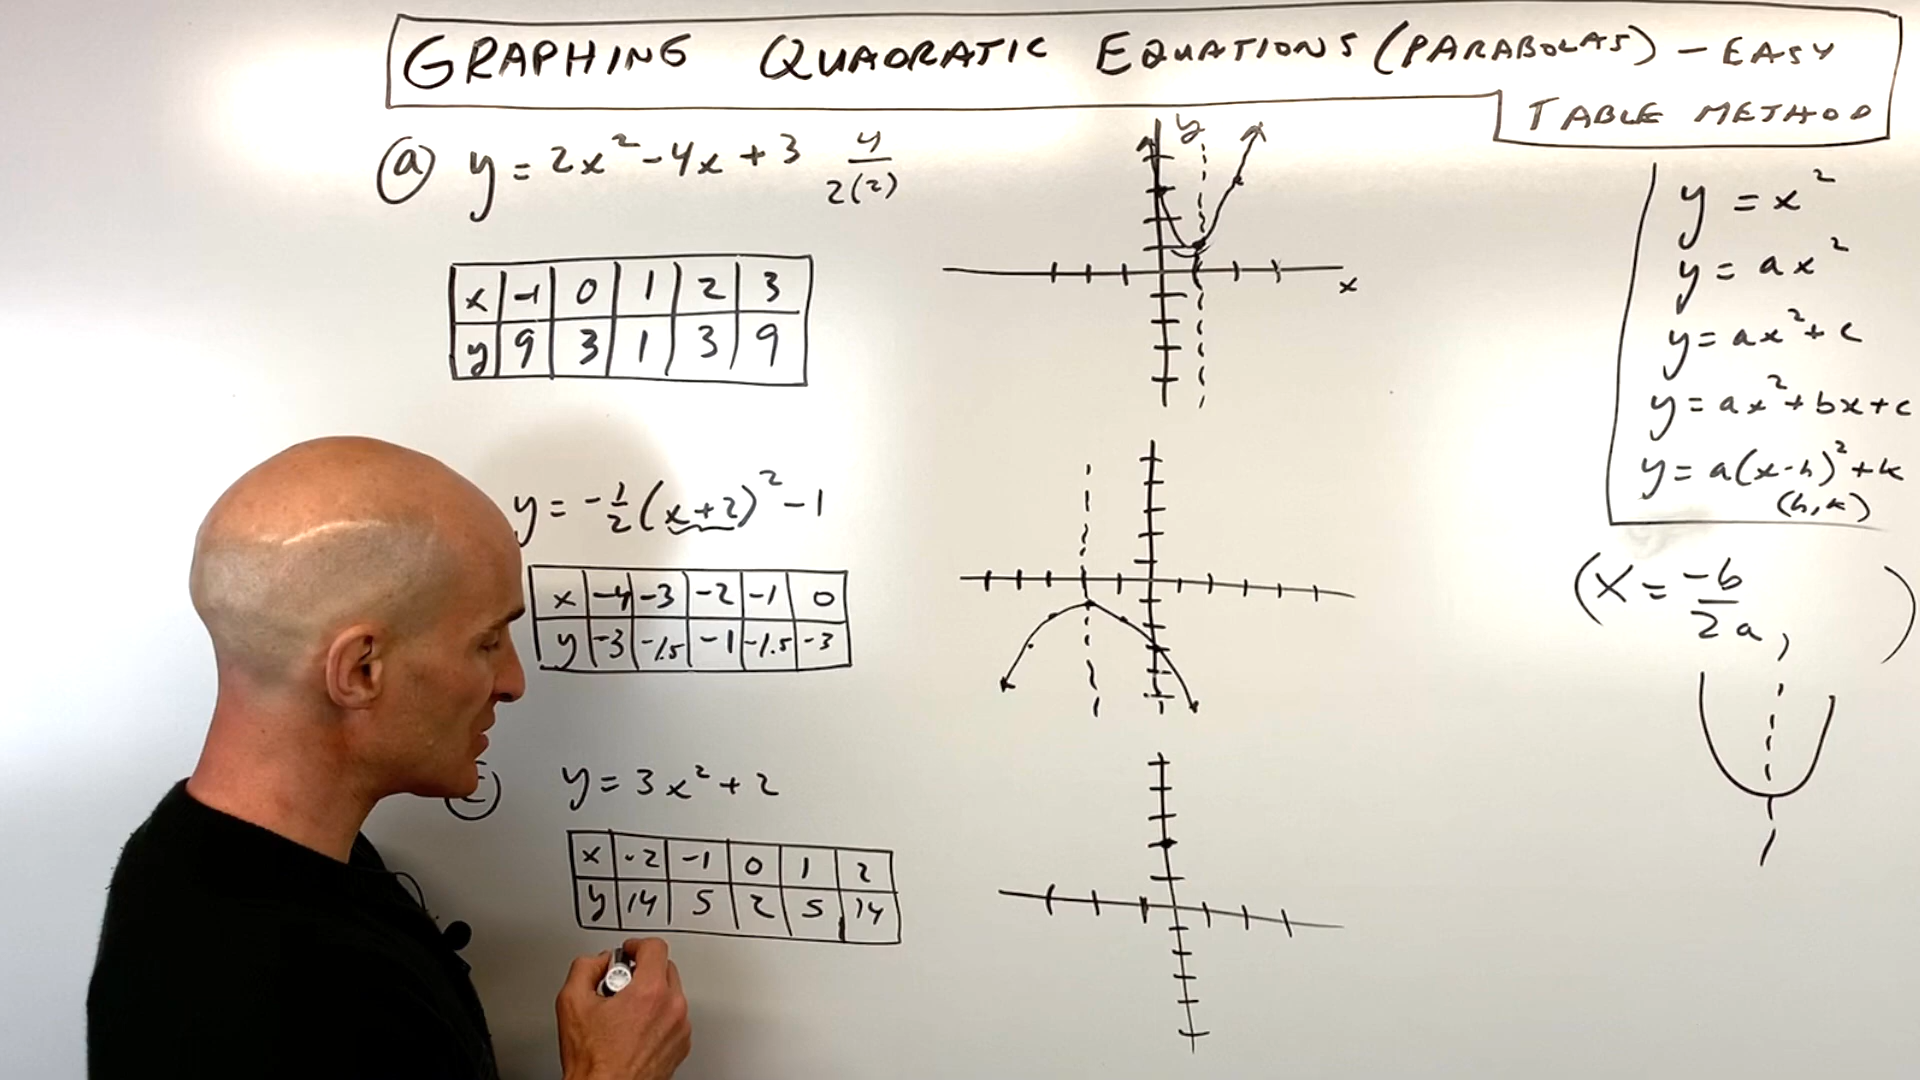 GRAPHING QUADRATIC EQUATIONS (PARABOLAS) - EASY
TABLE METHOD
(a) y = 2x² - 4x + 3 4/2(2)
x -1 0 1 2 3
y 9 3 1 3 9
y
x
y = -1/2(x+2)² - 1
x -4 -3 -2 -1 0
y -3 -1.5 -1 -1.5 -3
y = 3x² + 2
x -2 -1 0 1 2
y 14 5 2 5 14
y = x²
y = ax²
y = ax² + c
y = ax² + bx + c
y = a(x-h)² + k
(h,k)
(x = -b/2a, )